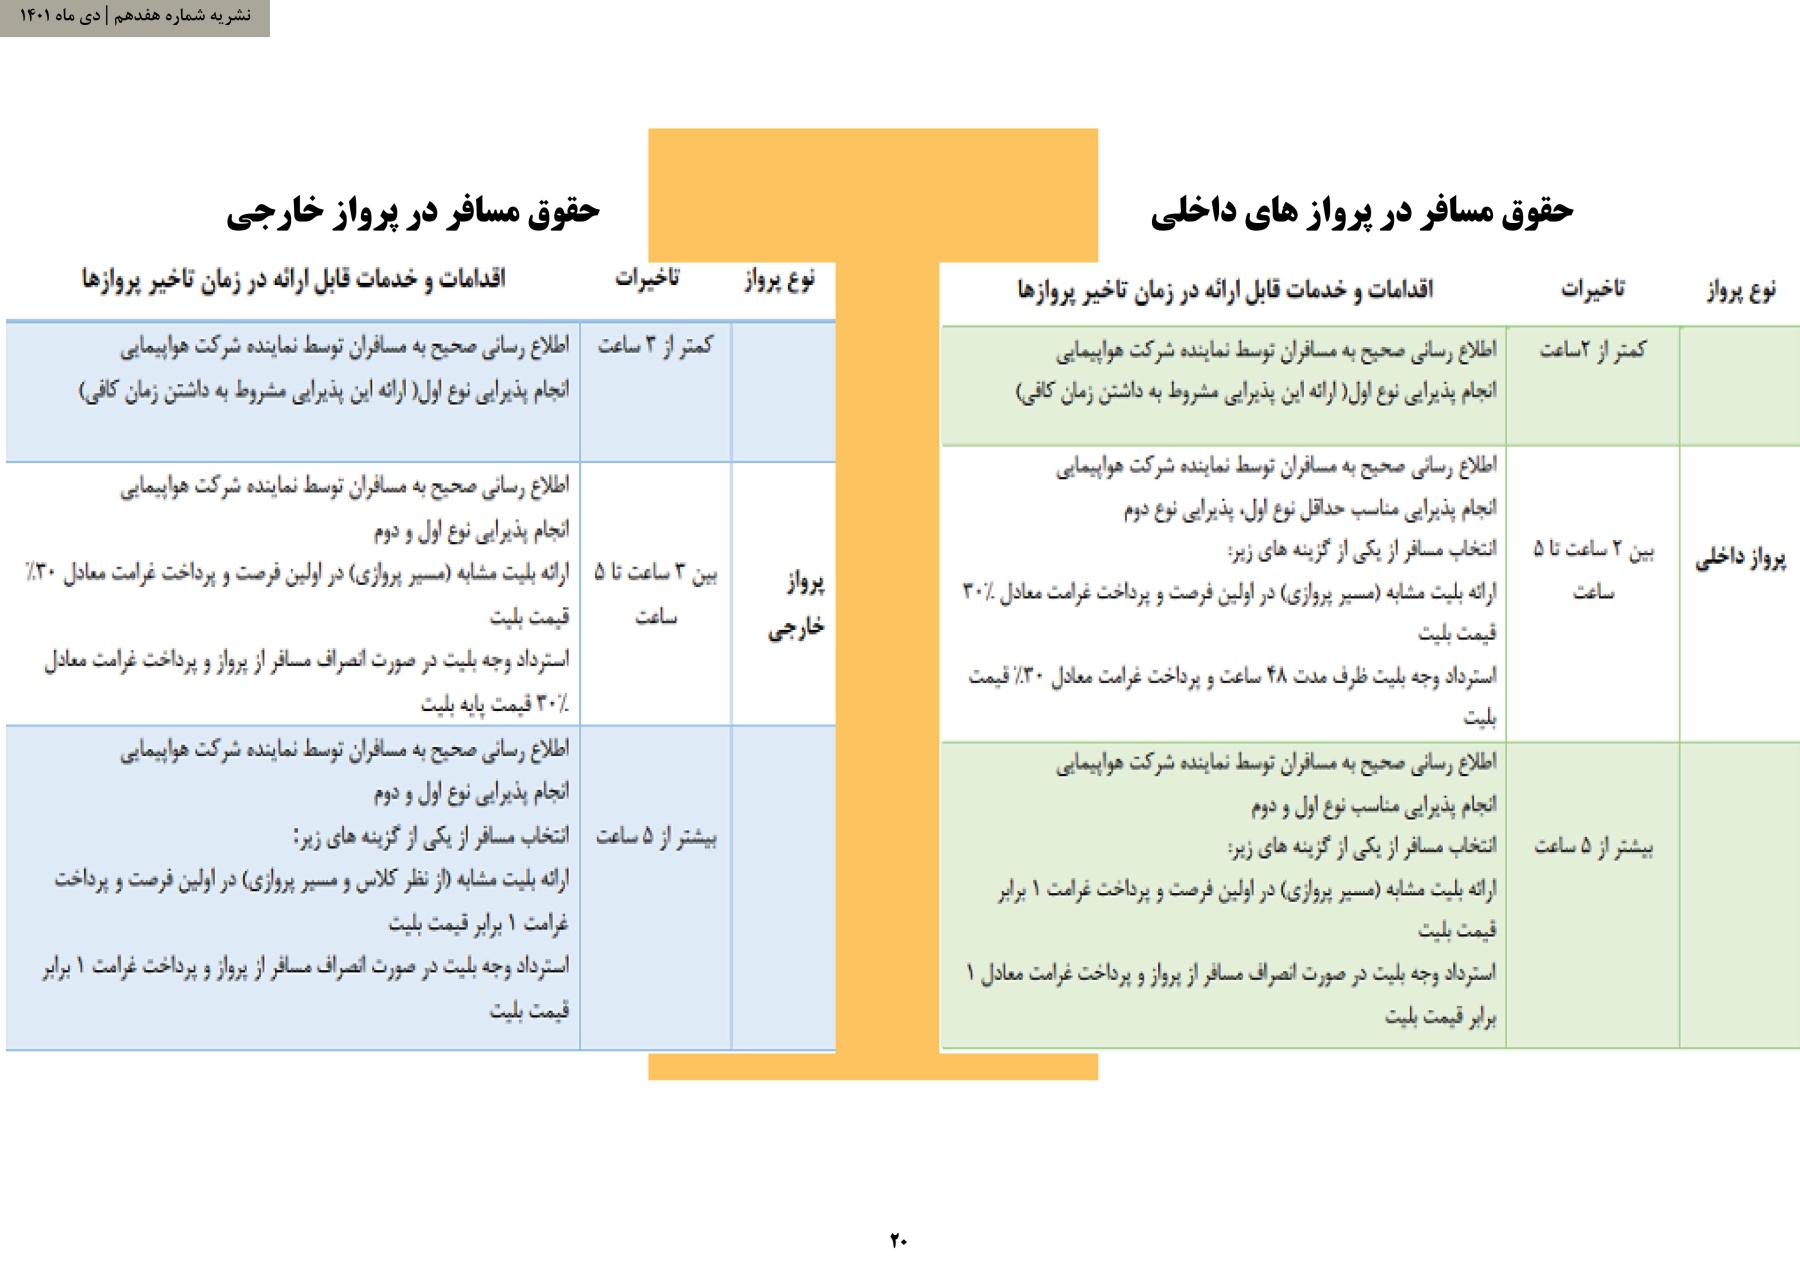 نشریه شماره هفدهم | دی ماه ۱۴۰۱
حقوق مسافر در پرواز های داخلی
نوع پرواز
تاخیرات
اقدامات و خدمات قابل ارائه در زمان تاخیر پروازها
کمتر از ۲ساعت
اطلاع رسانی صحیح به مسافران توسط نماینده شرکت هواپیمایی
انجام پذیرایی نوع اول( ارائه این پذیرایی مشروط به داشتن زمان کافی)
پرواز داخلی
بین ۲ ساعت تا ۵
ساعت
اطلاع رسانی صحیح به مسافران توسط نماینده شرکت هواپیمایی
انجام پذیرایی مناسب حداقل نوع اول، پذیرایی نوع دوم
انتخاب مسافر از یکی از گزینه های زیر:
ارائه بلیت مشابه (مسیر پروازی) در اولین فرصت و پرداخت غرامت معادل ۳۰٪
قیمت بلیت
استرداد وجه بلیت ظرف مدت ۴۸ ساعت و پرداخت غرامت معادل ۳۰٪ قیمت
بلیت
بیشتر از ۵ ساعت
اطلاع رسانی صحیح به مسافران توسط نماینده شرکت هواپیمایی
انجام پذیرایی مناسب نوع اول و دوم
انتخاب مسافر از یکی از گزینه های زیر:
ارائه بلیت مشابه (مسیر پروازی) در اولین فرصت و پرداخت غرامت ۱ برابر
قیمت بلیت
استرداد وجه بلیت در صورت انصراف مسافر از پرواز و پرداخت غرامت معادل ۱
برابر قیمت بلیت
حقوق مسافر در پرواز خارجی
نوع پرواز
تاخیرات
اقدامات و خدمات قابل ارائه در زمان تاخیر پروازها
کمتر از ۳ ساعت
اطلاع رسانی صحیح به مسافران توسط نماینده شرکت هواپیمایی
انجام پذیرایی نوع اول( ارائه این پذیرایی مشروط به داشتن زمان کافی)
پرواز
خارجی
بین ۳ ساعت تا ۵
ساعت
اطلاع رسانی صحیح به مسافران توسط نماینده شرکت هواپیمایی
انجام پذیرایی نوع اول و دوم
ارائه بلیت مشابه (مسیر پروازی) در اولین فرصت و پرداخت غرامت معادل ۳۰٪
قیمت بلیت
استرداد وجه بلیت در صورت انصراف مسافر از پرواز و پرداخت غرامت معادل
۳۰٪ قیمت پایه بلیت
بیشتر از ۵ ساعت
اطلاع رسانی صحیح به مسافران توسط نماینده شرکت هواپیمایی
انجام پذیرایی نوع اول و دوم
انتخاب مسافر از یکی از گزینه های زیر:
ارائه بلیت مشابه (از نظر کلاس و مسیر پروازی) در اولین فرصت و پرداخت
غرامت ۱ برابر قیمت بلیت
استرداد وجه بلیت در صورت انصراف مسافر از پرواز و پرداخت غرامت ۱ برابر
قیمت بلیت
۲۰